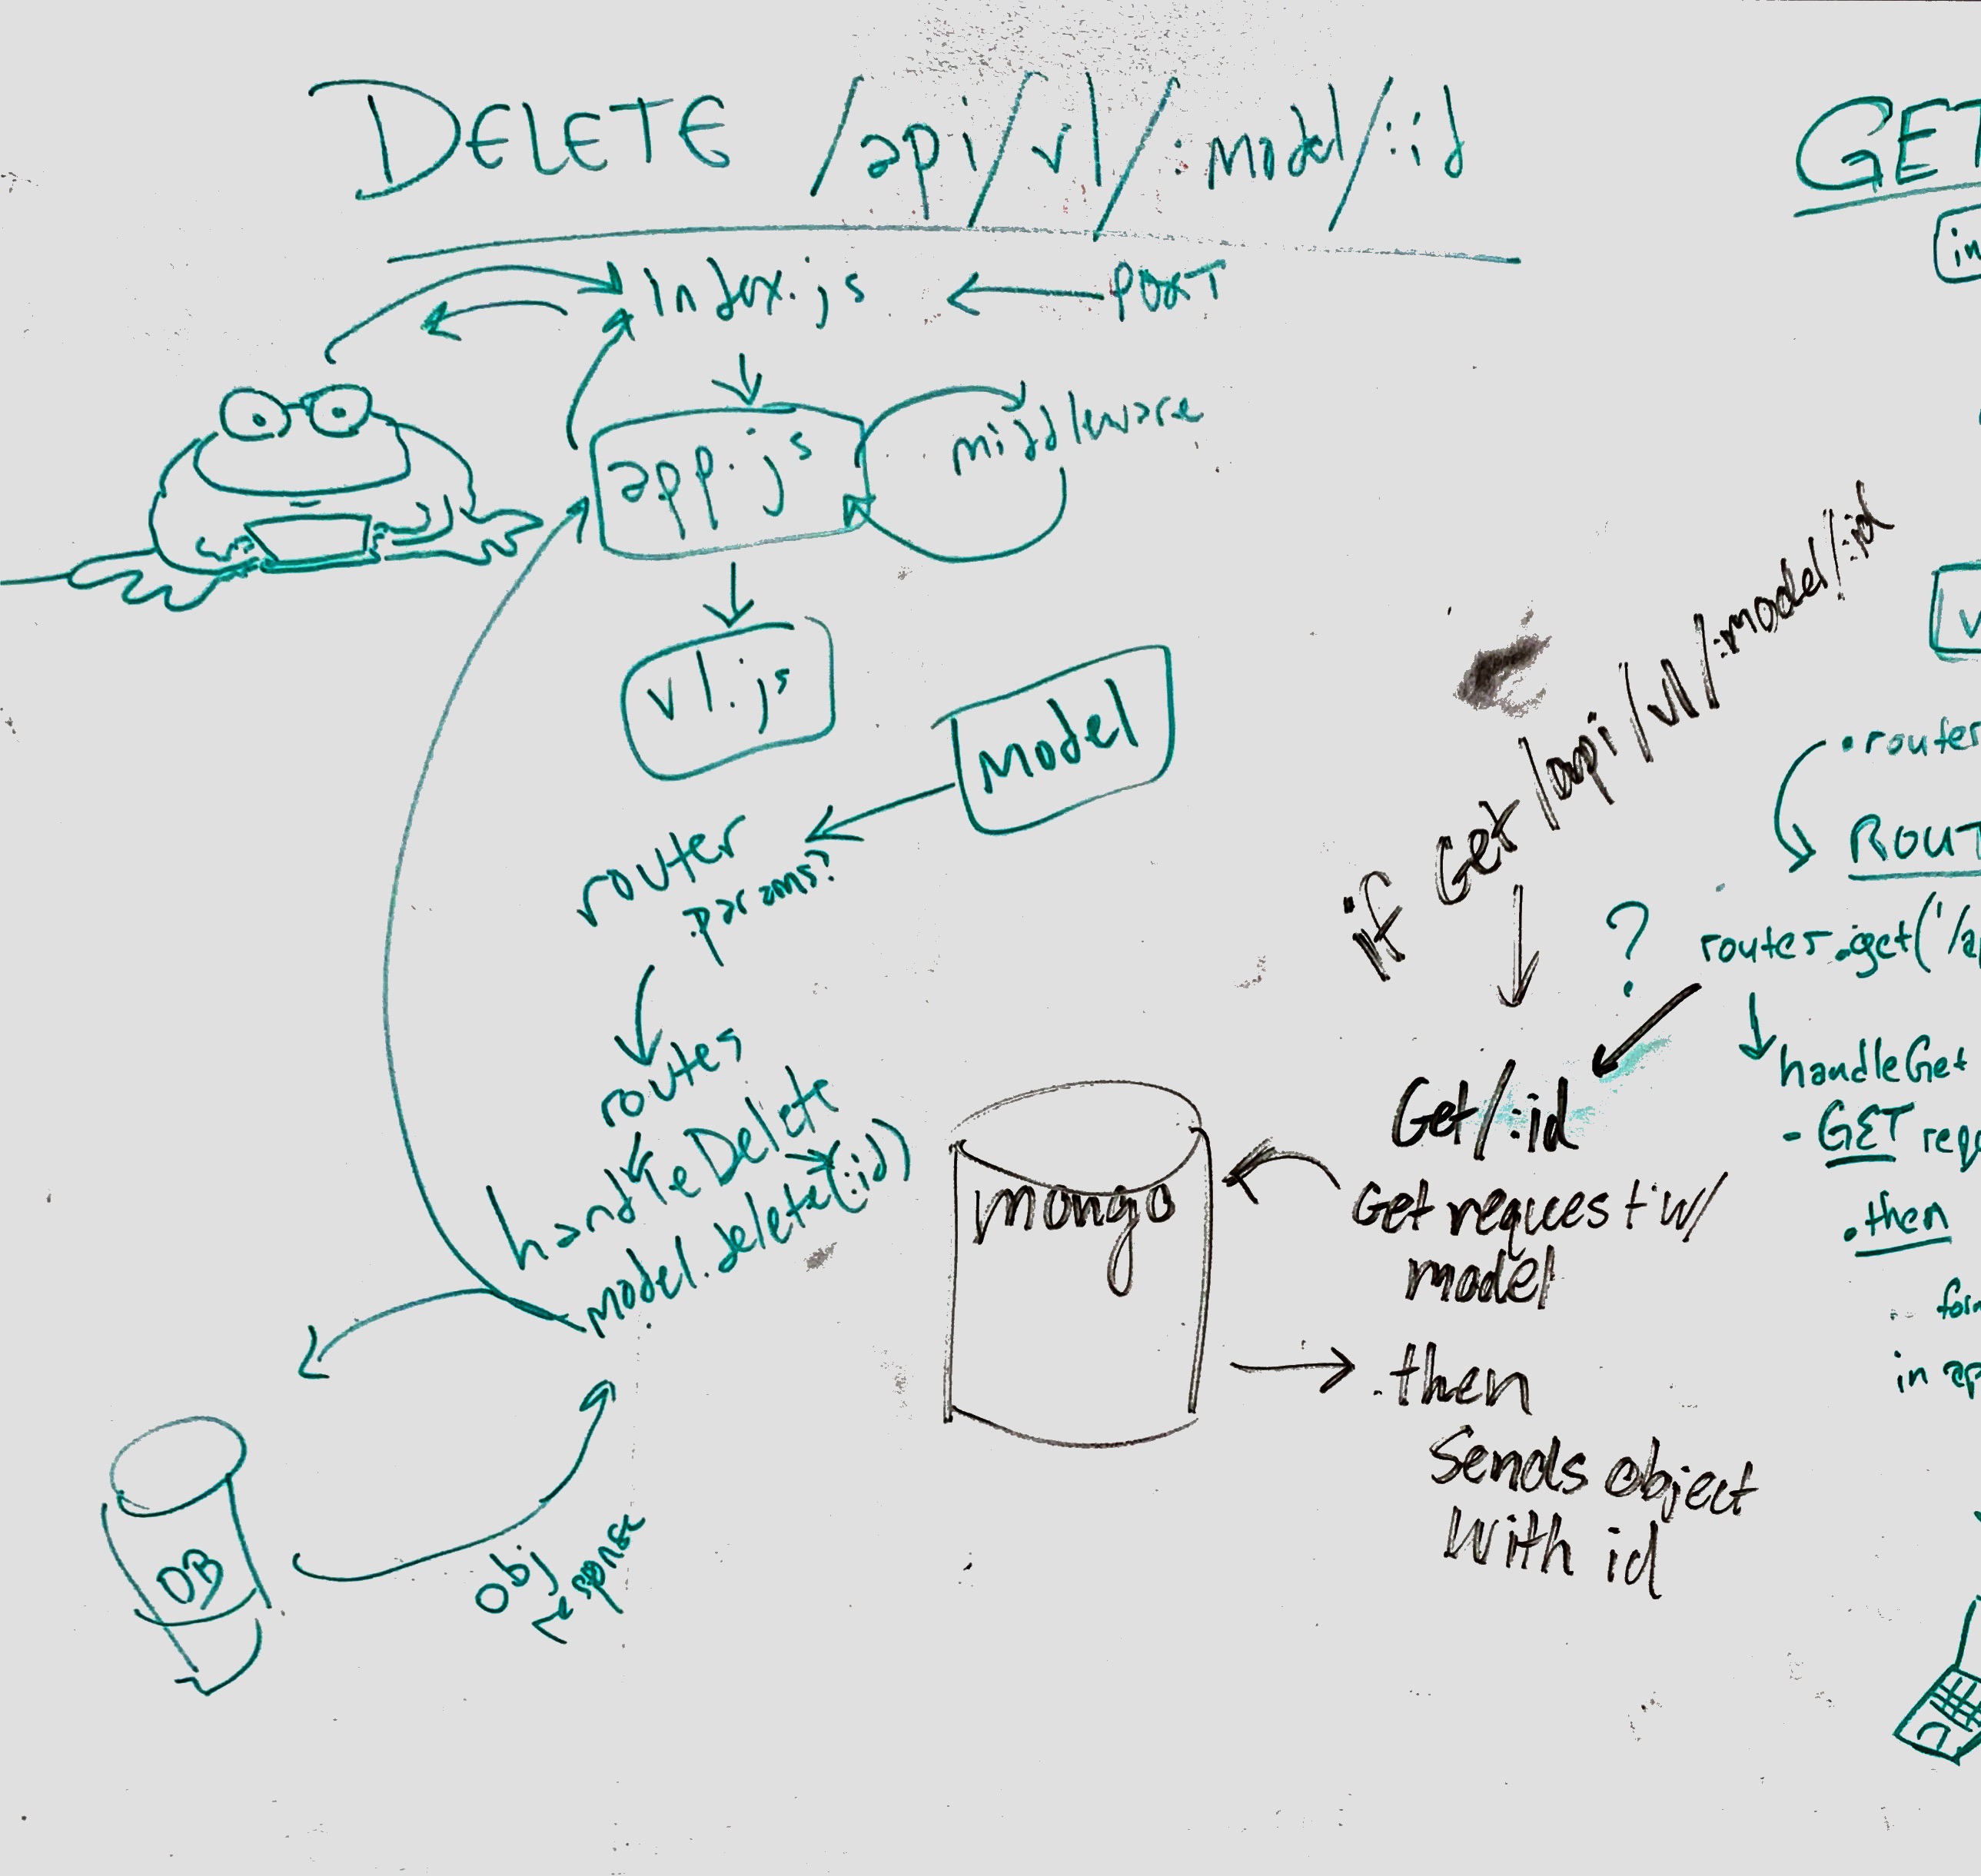 DELETE /api/v1/:model/:id
index.js ← PORT
app.js
middleware
v1.js
model
router
.params?
routes
handleDelete
model.delete(:id)
DB
obj
response
mongo
if Get /api/v1/:model/:id
Get/:id
Get request w/
model
.then
Sends object
With id
GET
in
v
.router
ROUT
?
router.get('/ap
handleGet
- GET requ
.then
in ap